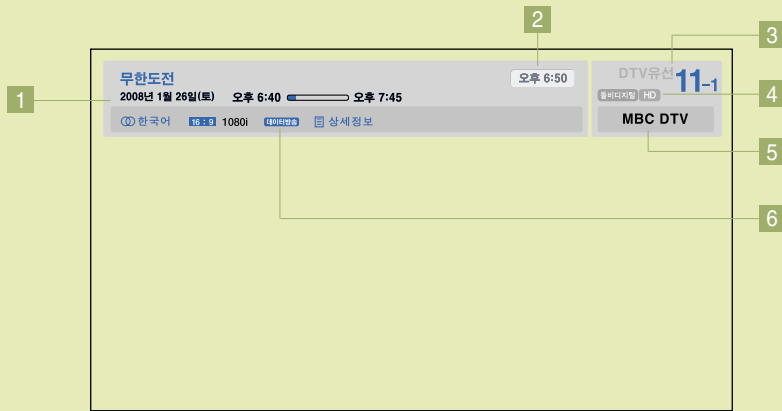 2
3
무한도전
오후 6:50
DTV유선 11-1
1
2008년 1월 26일(토) 오후 6:40 오후 7:45
돌비디지털 HD
4
한국어 16:9 1080i 데이터방송 상세정보
MBC DTV
5
6